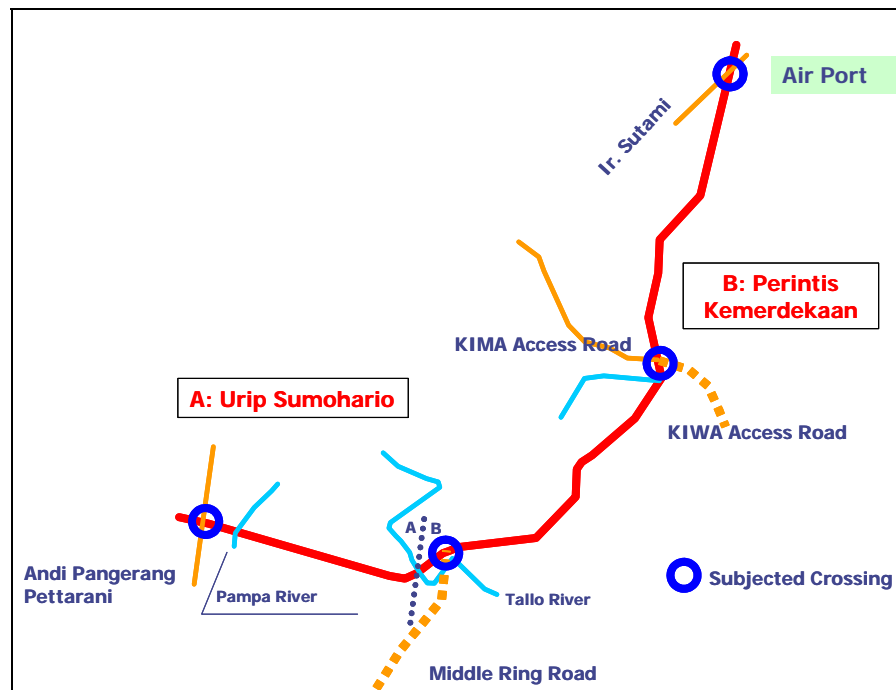 Air Port
Ir. Sutami
B: Perintis
Kemerdekaan
KIMA Access Road
A: Urip Sumohario
KIWA Access Road
A
B
Andi Pangerang
Pettarani
Pampa River
Tallo River
Subjected Crossing
Middle Ring Road